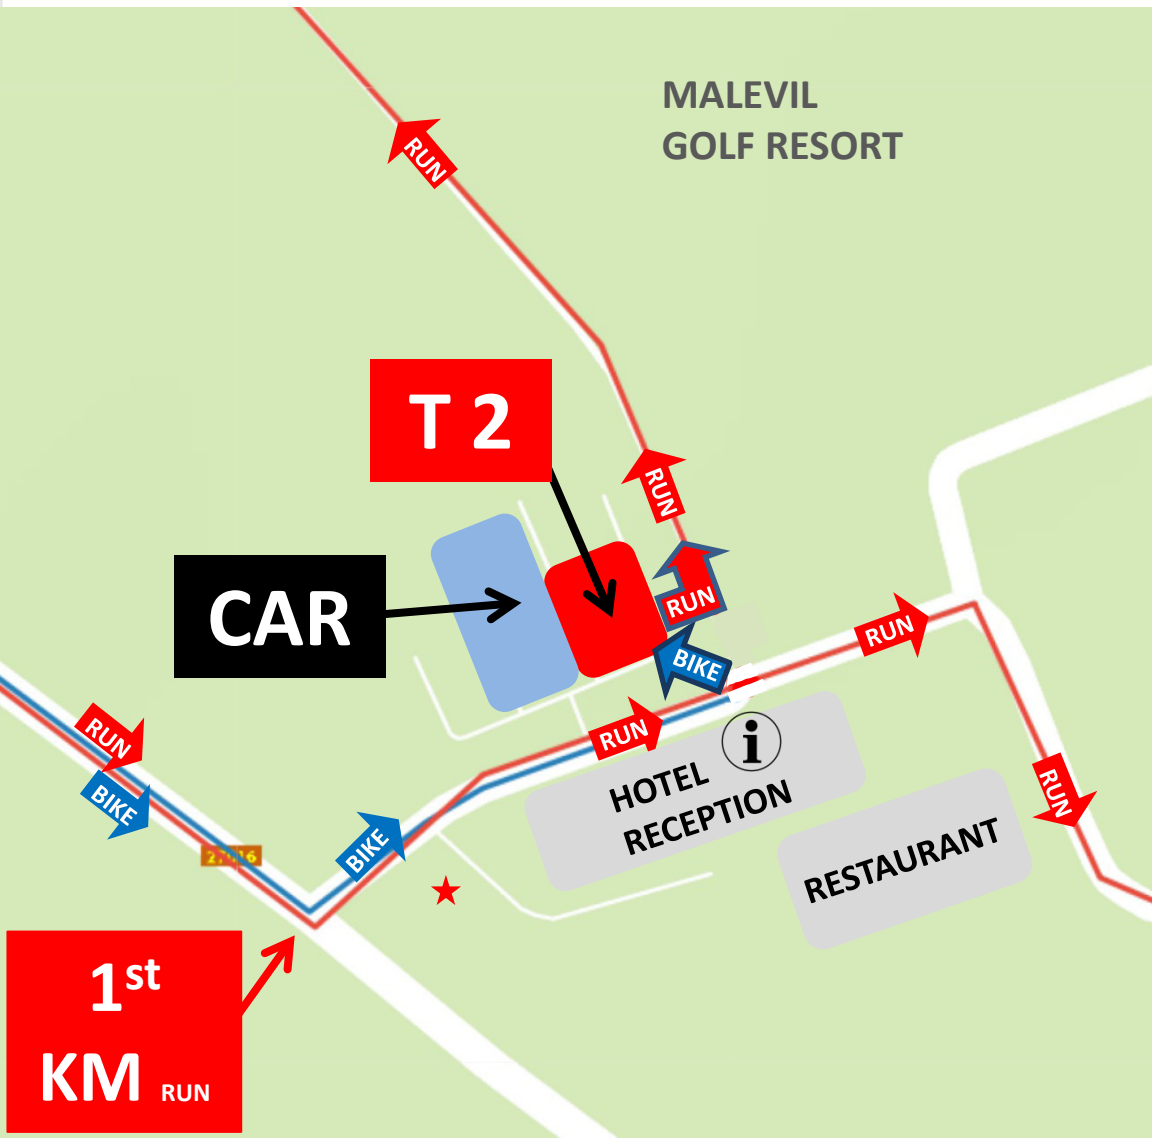 MALEVIL
GOLF RESORT
RUN
T 2
RUN
CAR
RUN
RUN
BIKE
RUN
RUN
BIKE
RUN
i
HOTEL
RECEPTION
RUN
BIKE
RESTAURANT
1st
KM RUN